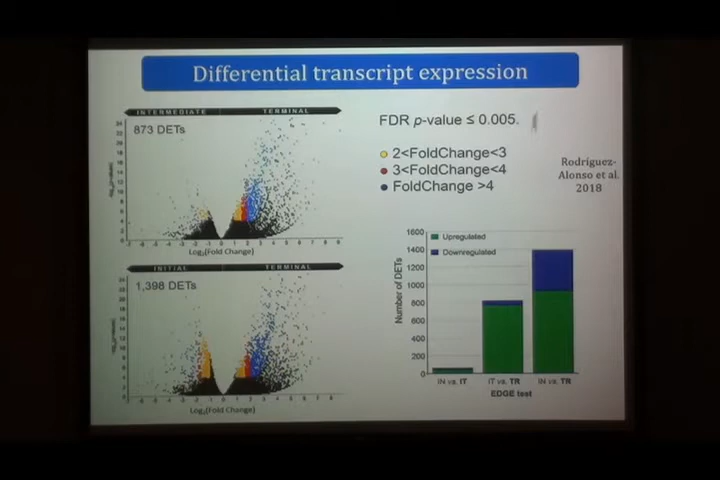 Differential transcript expression
INTERMEDIATE TERMINAL
873 DETs
Log2(Fold Change)
INITIAL TERMINAL
1,398 DETs
Log2(Fold Change)
FDR p-value ≤ 0.005.
2<FoldChange<3
3<FoldChange<4
FoldChange >4
Rodríguez-
Alonso et al.
2018
Upregulated
Downregulated
Number of DETs
1600
1400
1200
1000
800
600
400
200
0
IN vs. IT IT vs. TR IN vs. TR
EDGE test